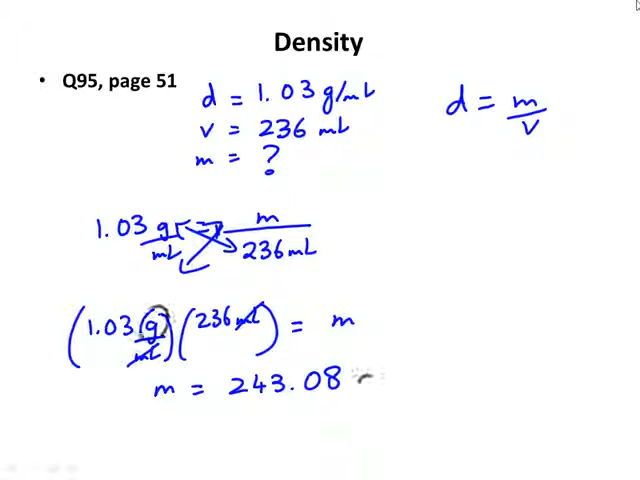 Density
• Q95, page 51
d = 1.03 g/mL
v = 236 mL
m = ?
d = m/v
1.03 g/mL = m/236 mL
(1.03 g/mL)(236 mL) = m
m = 243.08